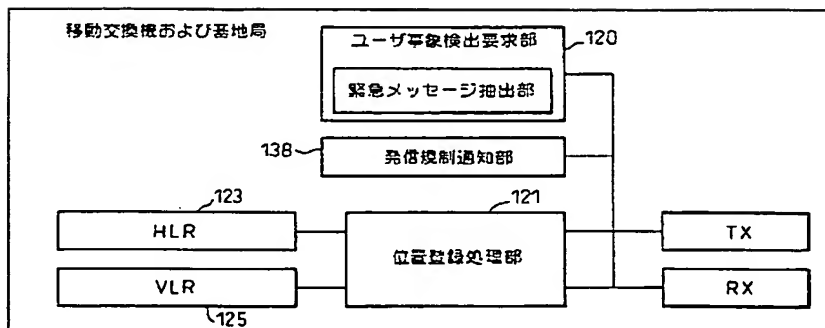 移動交換機および基地局
ユーザ事象検出要求部
120
緊急メッセージ抽出部
138
発信規制通知部
123
121
HLR
位置登録処理部
TX
VLR
RX
125